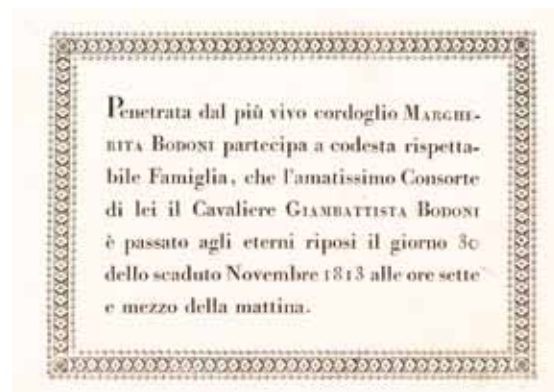 Penetrata dal più vivo cordoglio MARGHE-
RITA BODONI partecipa a codesta rispetta-
bile Famiglia, che l'amatissimo Consorte
di lei il Cavaliere GIAMBATTISTA BODONI
è passato agli eterni riposi il giorno 30
dello scaduto Novembre 1813 alle ore sette
e mezzo della mattina.